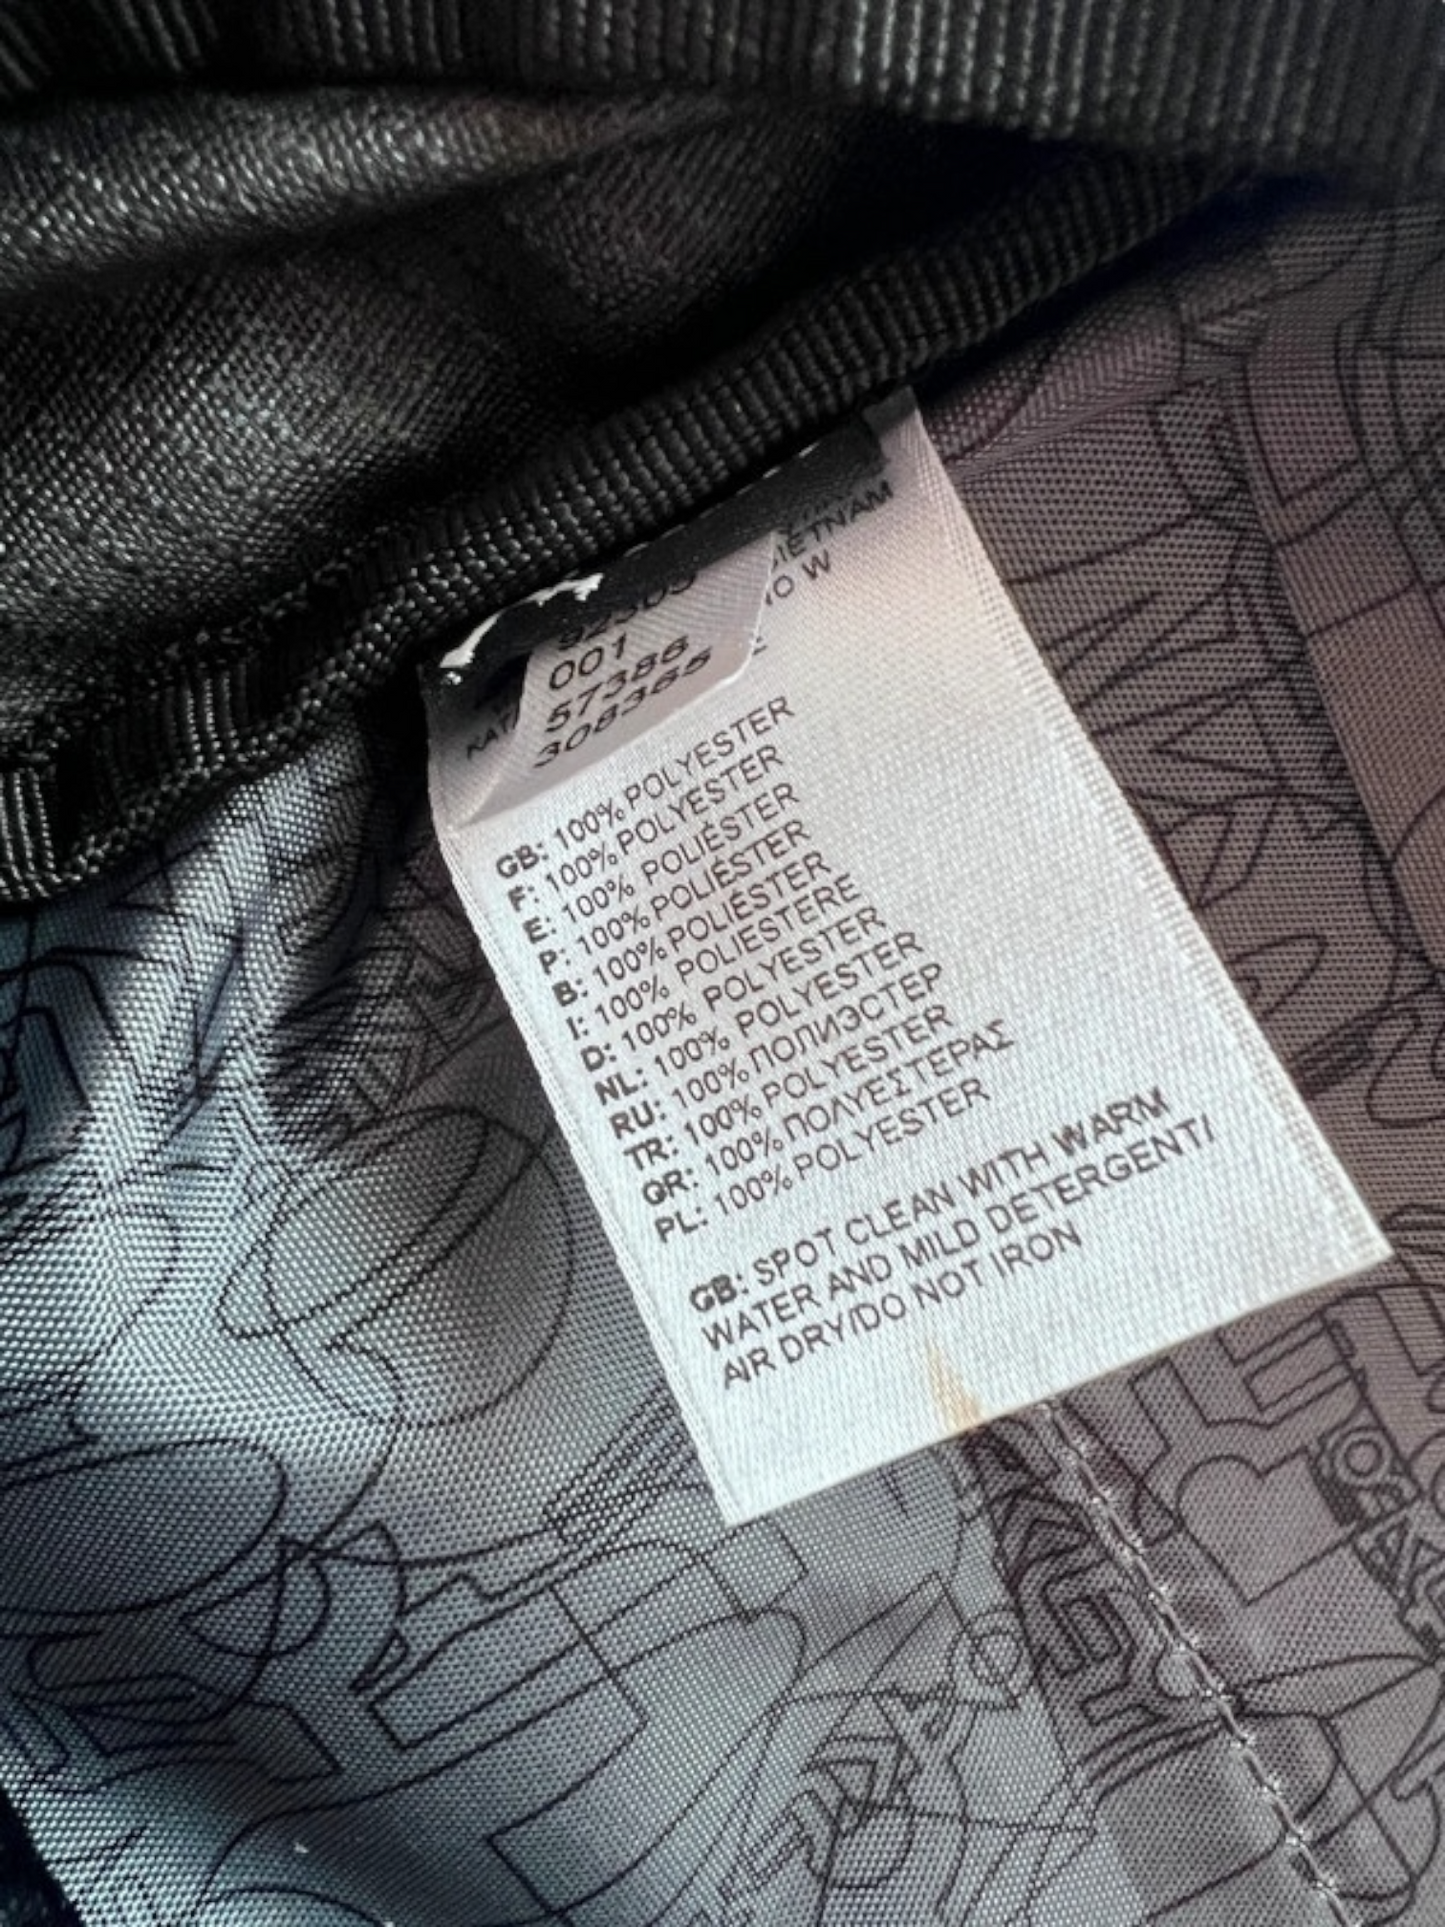 001
57386
308365
GB: 100% POLYESTER
F: 100% POLYESTER
E: 100% POLIÉSTER
P: 100% POLIÉSTER
B: 100% POLIÉSTER
I: 100% POLIESTERE
D: 100% POLYESTER
NL: 100% POLYESTER
RU: 100% ПОЛИЭСТЕР
TR: 100% POLYESTER
GR: 100% ΠΟΛΥΕΣΤΕΡΑΣ
PL: 100% POLYESTER
GB: SPOT CLEAN WITH WARM
WATER AND MILD DETERGENT/
AIR DRY/DO NOT IRON